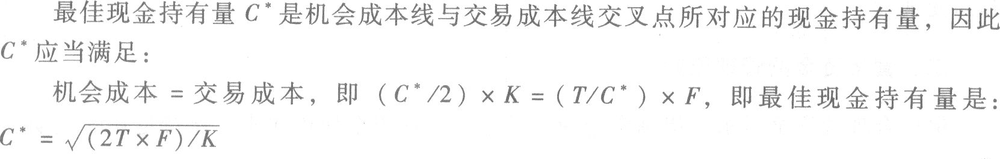 最佳现金持有量 C*是机会成本线与交易成本线交叉点所对应的现金持有量，因此
C*应当满足：
机会成本 = 交易成本，即 （C*/2）× K =（T/C*）× F，即最佳现金持有量是：
C* = √(2T × F)/K